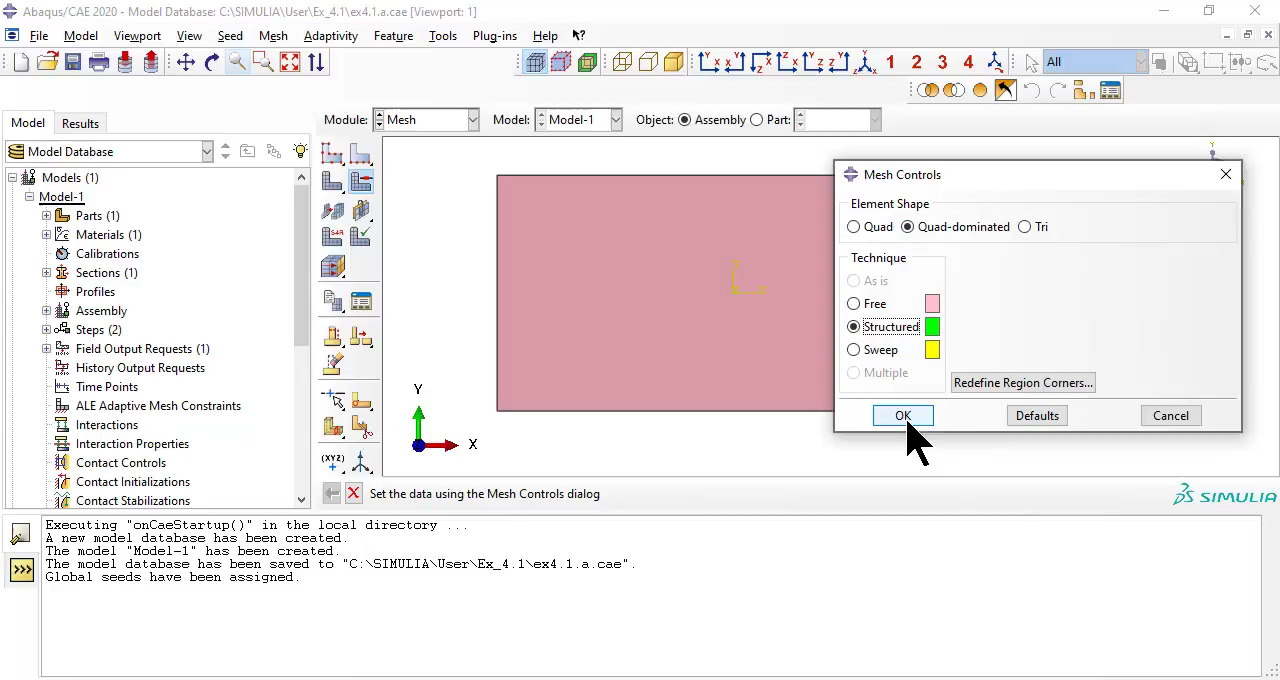 Abaqus/CAE 2020 - Model Database: C:\SIMULIA\User\Ex_4.1\ex4.1.a.cae [Viewport: 1]
File Model Viewport View Seed Mesh Adaptivity Feature Tools Plug-ins Help
1 2 3 4 All
Model Results
Module: Mesh Model: Model-1 Object: Assembly Part:
Model Database
Models (1)
Model-1
Parts (1)
Materials (1)
Calibrations
Sections (1)
Profiles
Assembly
Steps (2)
Field Output Requests (1)
History Output Requests
Time Points
ALE Adaptive Mesh Constraints
Interactions
Interaction Properties
Contact Controls
Contact Initializations
Contact Stabilizations
(XYZ)
Y
X
Mesh Controls
Element Shape
Quad Quad-dominated Tri
Technique
As is
Free
Structured
Sweep
Multiple
Redefine Region Corners...
OK Defaults Cancel
Set the data using the Mesh Controls dialog
SIMULIA
Executing "onCaeStartup()" in the local directory ...
A new model database has been created.
The model "Model-1" has been created.
The model database has been saved to "C:\SIMULIA\User\Ex_4.1\ex4.1.a.cae".
Global seeds have been assigned.
>>>